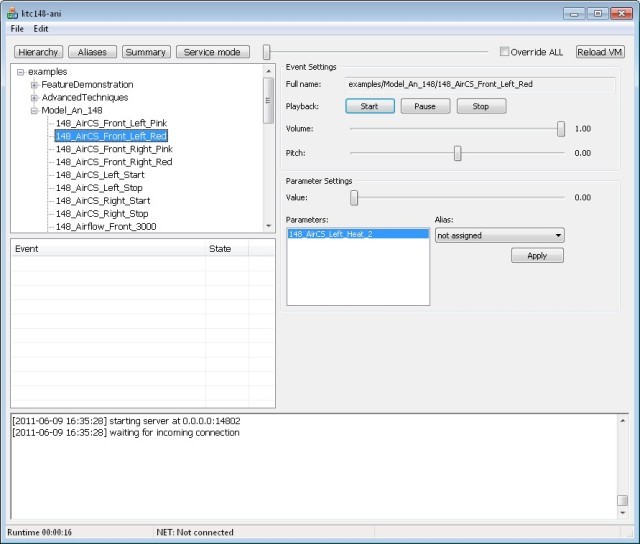 ktc148-ani
File Edit
Hierarchy Aliases Summary Service mode Override ALL Reload VM
examples
FeatureDemonstration
AdvancedTechniques
Model_An_148
148_AirCS_Front_Left_Pink
148_AirCS_Front_Left_Red
148_AirCS_Front_Right_Pink
148_AirCS_Front_Right_Red
148_AirCS_Left_Start
148_AirCS_Left_Stop
148_AirCS_Right_Start
148_AirCS_Right_Stop
148_Airflow_Front_3000
Event Settings
Full name: examples/Model_An_148/148_AirCS_Front_Left_Red
Playback: Start Pause Stop
Volume: 1.00
Pitch: 0.00
Parameter Settings
Value: 0.00
Parameters: Alias:
148_AirCS_Left_Heat_2 not assigned
Apply
Event State
[2011-06-09 16:35:28] starting server at 0.0.0.0:14802
[2011-06-09 16:35:28] waiting for incoming connection
Runtime 00:00:16 NET: Not connected